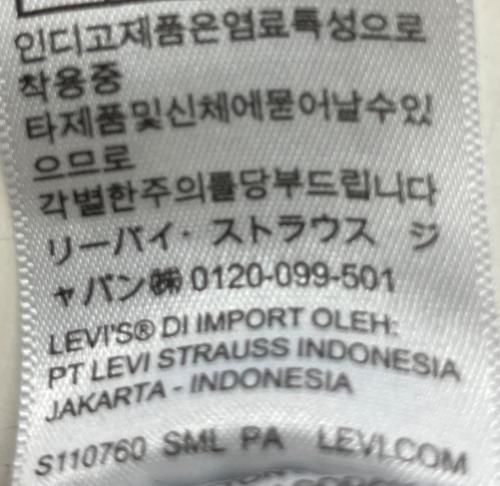 인디고제품은염료특성으로
착용중
타제품및신체에묻어날수있
으므로
각별한주의를당부드립니다
リーバイ・ストラウス ジ
ャパン㈱ 0120-099-501
LEVI'S® DI IMPORT OLEH:
PT LEVI STRAUSS INDONESIA
JAKARTA - INDONESIA
S110760 SML PA LEVI.COM